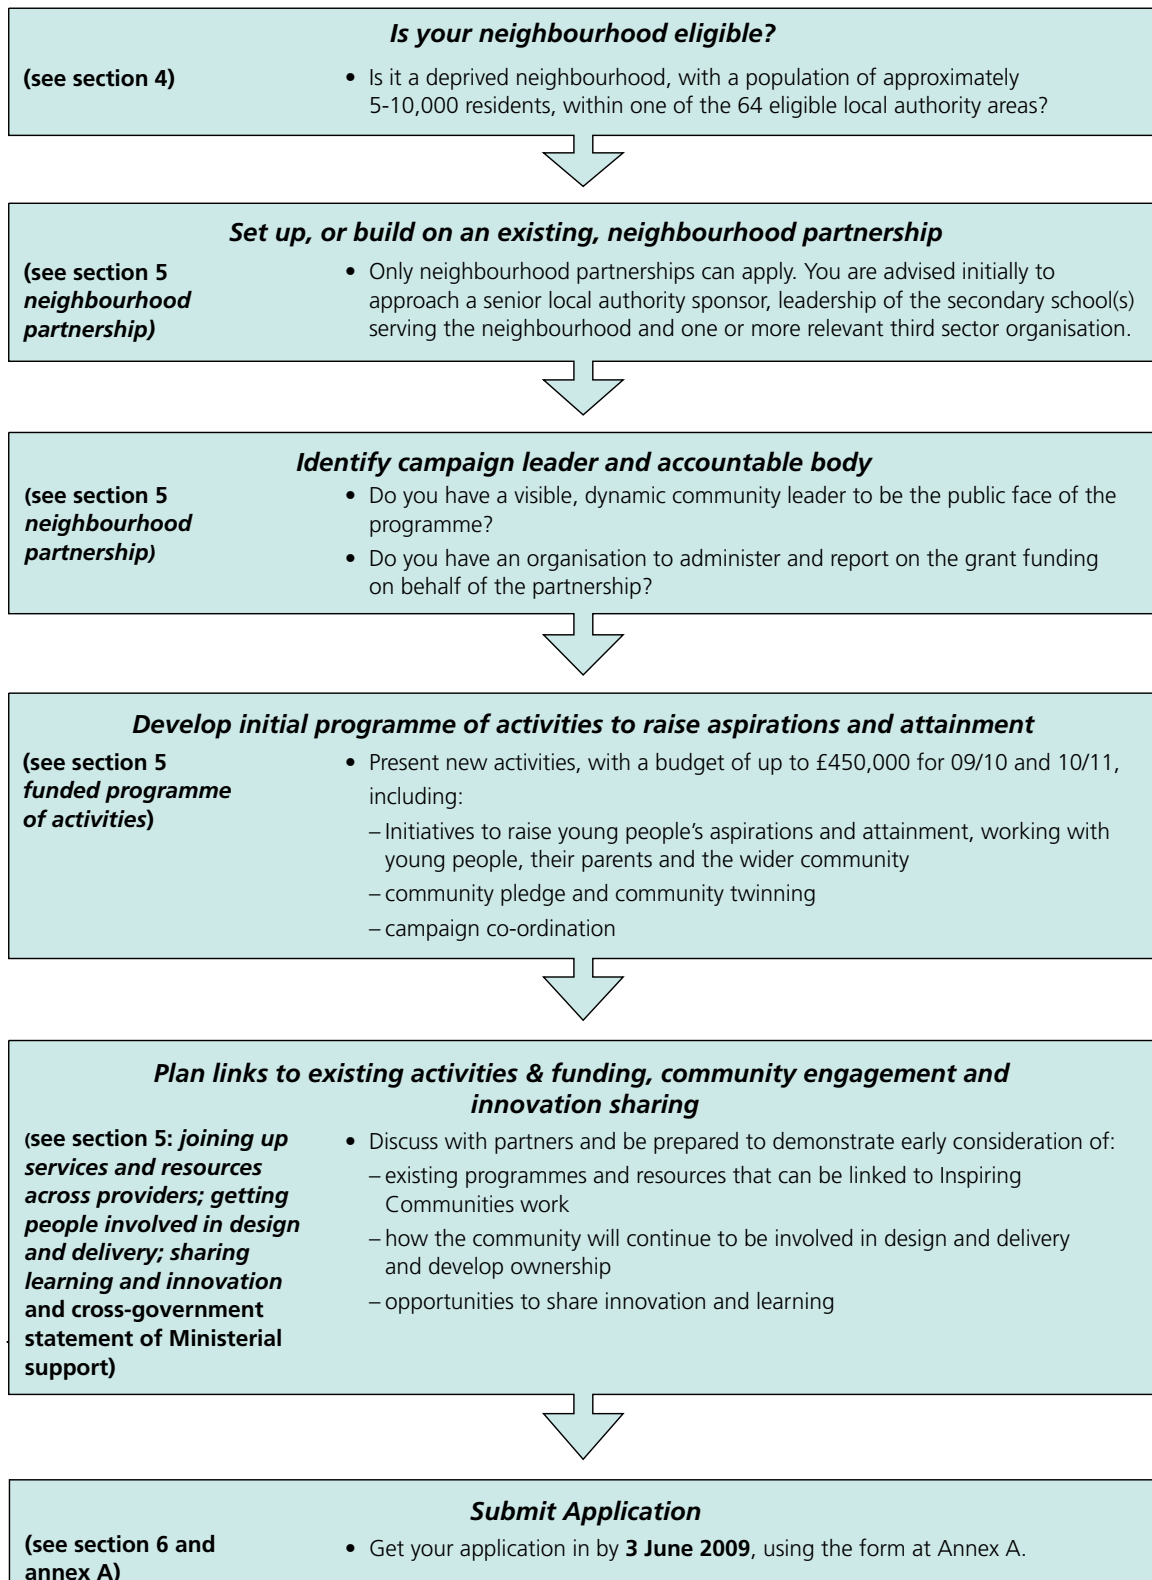 Is your neighbourhood eligible?
(see section 4)
• Is it a deprived neighbourhood, with a population of approximately
5-10,000 residents, within one of the 64 eligible local authority areas?
Set up, or build on an existing, neighbourhood partnership
(see section 5
neighbourhood
partnership)
• Only neighbourhood partnerships can apply. You are advised initially to
approach a senior local authority sponsor, leadership of the secondary school(s)
serving the neighbourhood and one or more relevant third sector organisation.
Identify campaign leader and accountable body
(see section 5
neighbourhood
partnership)
• Do you have a visible, dynamic community leader to be the public face of the
programme?
• Do you have an organisation to administer and report on the grant funding
on behalf of the partnership?
Develop initial programme of activities to raise aspirations and attainment
(see section 5
funded programme
of activities)
• Present new activities, with a budget of up to £450,000 for 09/10 and 10/11,
including:
– Initiatives to raise young people's aspirations and attainment, working with
young people, their parents and the wider community
– community pledge and community twinning
– campaign co-ordination
Plan links to existing activities & funding, community engagement and
innovation sharing
(see section 5: joining up
services and resources
across providers; getting
people involved in design
and delivery; sharing
learning and innovation
and cross-government
statement of Ministerial
support)
• Discuss with partners and be prepared to demonstrate early consideration of:
– existing programmes and resources that can be linked to Inspiring
Communities work
– how the community will continue to be involved in design and delivery
and develop ownership
– opportunities to share innovation and learning
Submit Application
(see section 6 and
annex A)
• Get your application in by 3 June 2009, using the form at Annex A.